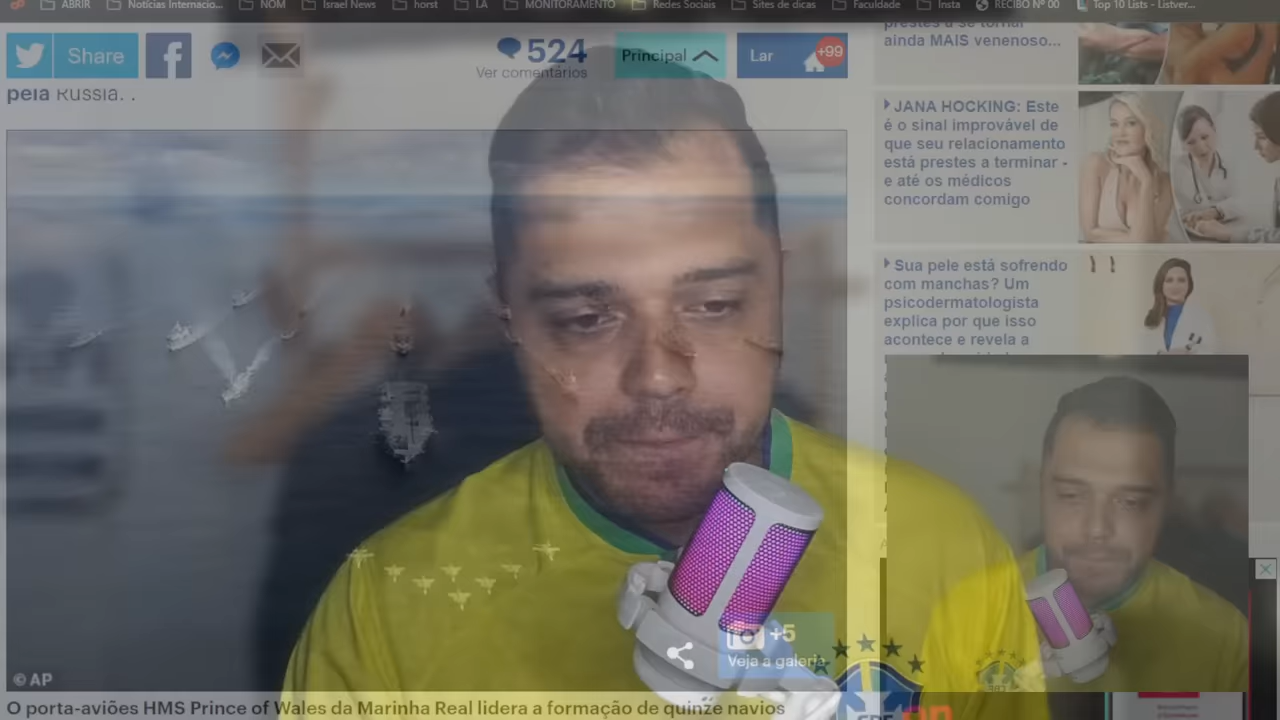 ABRIR
Notícias Internacio...
NOM
Israel News
horst
LA
MONITORAMENTO
Redes Sociais
Sites de dicas
Faculdade
Insta
RECIBO Nº 00
Top 10 Lists - Listver...
Share
524
Ver comentários
Principal
Lar
+99
pela Russia. .
ainda MAIS venenoso...
JANA HOCKING: Este
é o sinal improvável de
que seu relacionamento
está prestes a terminar -
e até os médicos
concordam comigo
Sua pele está sofrendo
com manchas? Um
psicodermatologista
explica por que isso
acontece e revela a
+5
Veja a galeria
© AP
O porta-aviões HMS Prince of Wales da Marinha Real lidera a formação de quinze navios